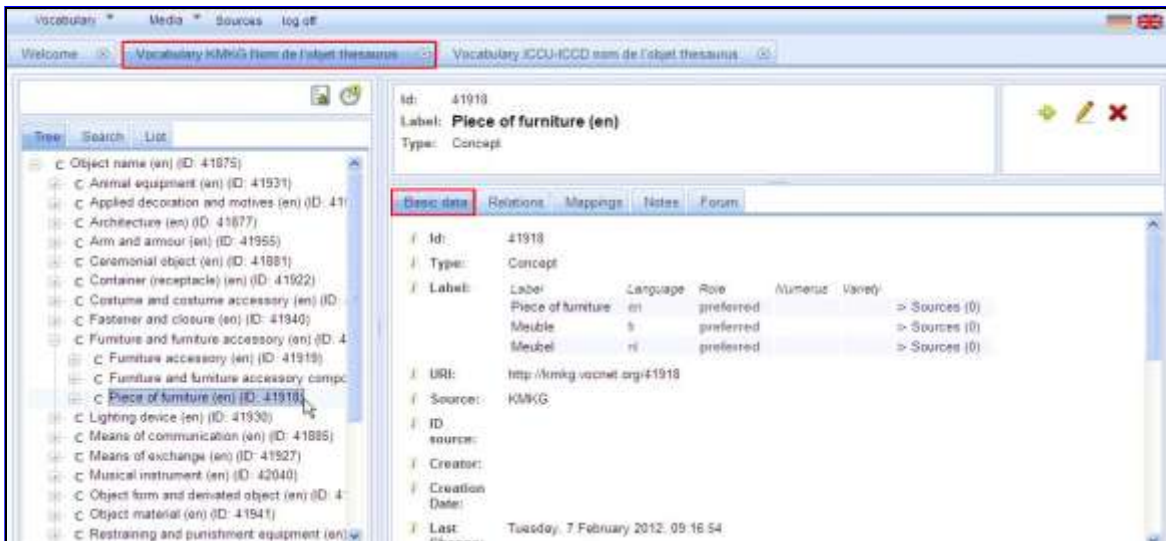 Vocabulary Media Sources log off
Welcome Vocabulary KMKG Nom de l'objet thesaurus Vocabulary ICCU-ICCD nom de l'objet thesaurus
Tree Search List
C Object name (en) (ID: 41875)
C Animal equipment (en) (ID: 41931)
C Applied decoration and motives (en) (ID: 41
C Architecture (en) (ID: 41877)
C Arm and armour (en) (ID: 41955)
C Ceremonial object (en) (ID: 41881)
C Container (receptacle) (en) (ID: 41922)
C Costume and costume accessory (en) (ID:
C Fastener and closure (en) (ID: 41940)
C Furniture and furniture accessory (en) (ID: 4
C Furniture accessory (en) (ID: 41919)
C Furniture and furniture accessory compo
C Piece of furniture (en) (ID: 41918)
C Lighting device (en) (ID: 41930)
C Means of communication (en) (ID: 41885)
C Means of exchange (en) (ID: 41927)
C Musical instrument (en) (ID: 42040)
C Object form and derivated object (en) (ID: 4
C Object material (en) (ID: 41941)
C Restraining and punishment equipment (en)
Id: 41918
Label: Piece of furniture (en)
Type: Concept
Basic data Relations Mappings Notes Forum
i Id: 41918
i Type: Concept
i Label: Label Language Role Numerus Variety
Piece of furniture en preferred > Sources (0)
Meuble fr preferred > Sources (0)
Meubel nl preferred > Sources (0)
i URI: http://kmkg.vocnet.org/41918
i Source: KMKG
i ID
source:
i Creator:
i Creation
Date:
i Last Tuesday, 7 February 2012, 09:16:54